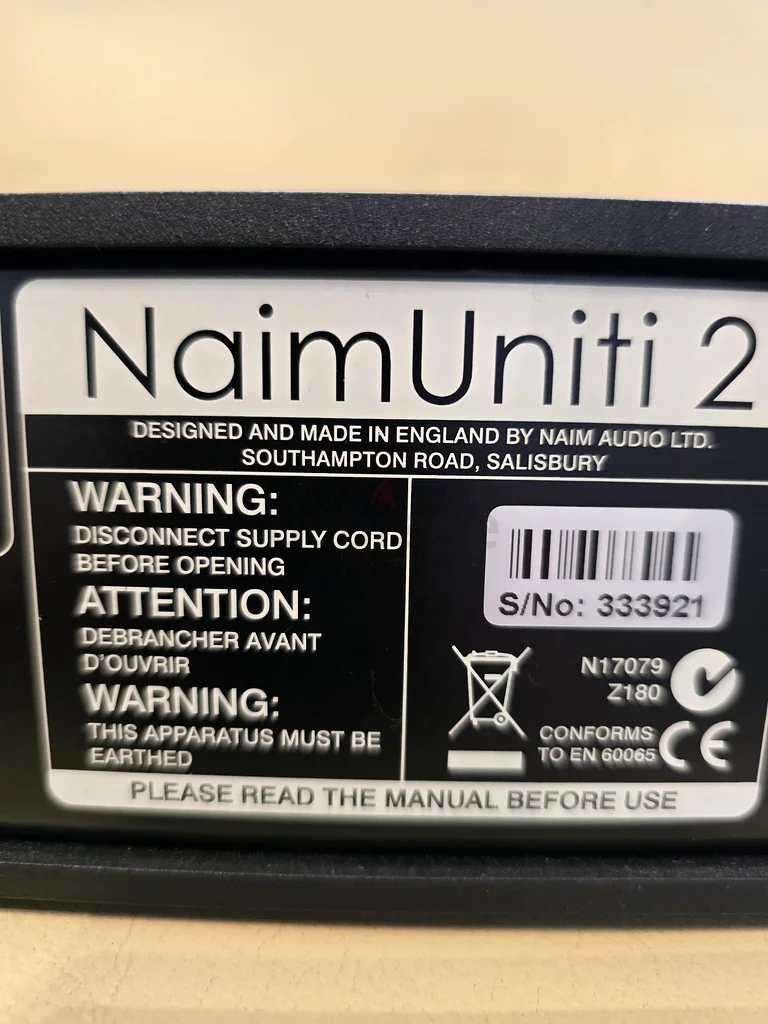 NaimUniti 2
DESIGNED AND MADE IN ENGLAND BY NAIM AUDIO LTD.
SOUTHAMPTON ROAD, SALISBURY
WARNING:
DISCONNECT SUPPLY CORD
BEFORE OPENING
ATTENTION:
DEBRANCHER AVANT
D'OUVRIR
WARNING:
THIS APPARATUS MUST BE
EARTHED
S/No: 333921
N17079
Z180
CONFORMS
TO EN 60065
CE
PLEASE READ THE MANUAL BEFORE USE